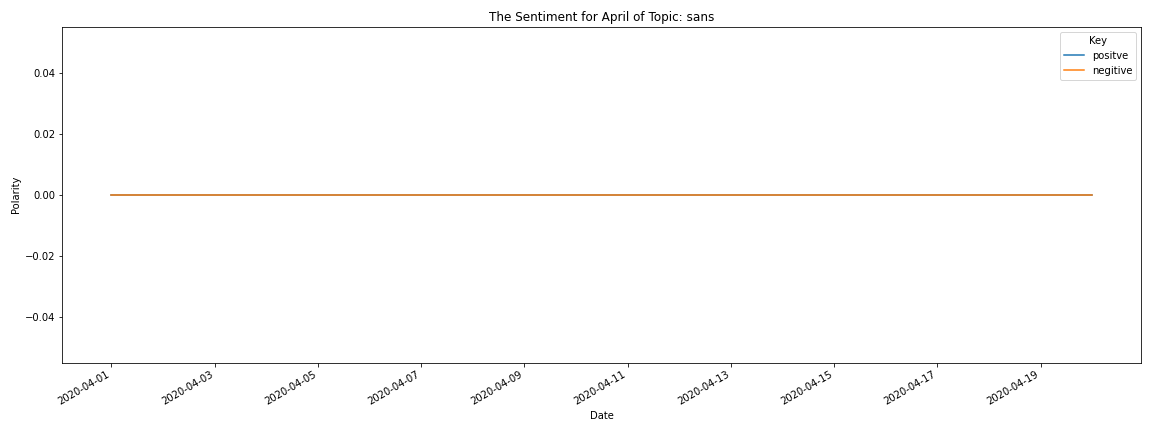 The Sentiment for April of Topic: sans
Key
positve
negitive
0.04
0.02
0.00
−0.02
−0.04
Polarity
2020-04-01
2020-04-03
2020-04-05
2020-04-07
2020-04-09
2020-04-11
2020-04-13
2020-04-15
2020-04-17
2020-04-19
Date